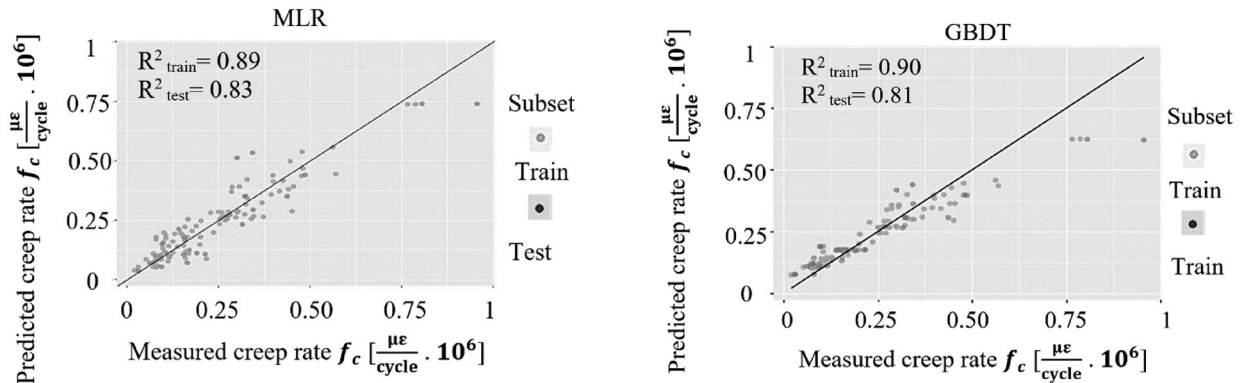 MLR
R² train= 0.89
R² test= 0.83
1
0.75
0.50
0.25
0
0
0.25
0.50
0.75
1
Predicted creep rate f_c [με/cycle . 10⁶]
Measured creep rate f_c [με/cycle . 10⁶]
Subset
Train
Test
GBDT
R² train= 0.90
R² test= 0.81
1
0.75
0.50
0.25
0
0
0.25
0.50
0.75
1
Predicted creep rate f_c [με/cycle . 10⁶]
Measured creep rate f_c [με/cycle . 10⁶]
Subset
Train
Train